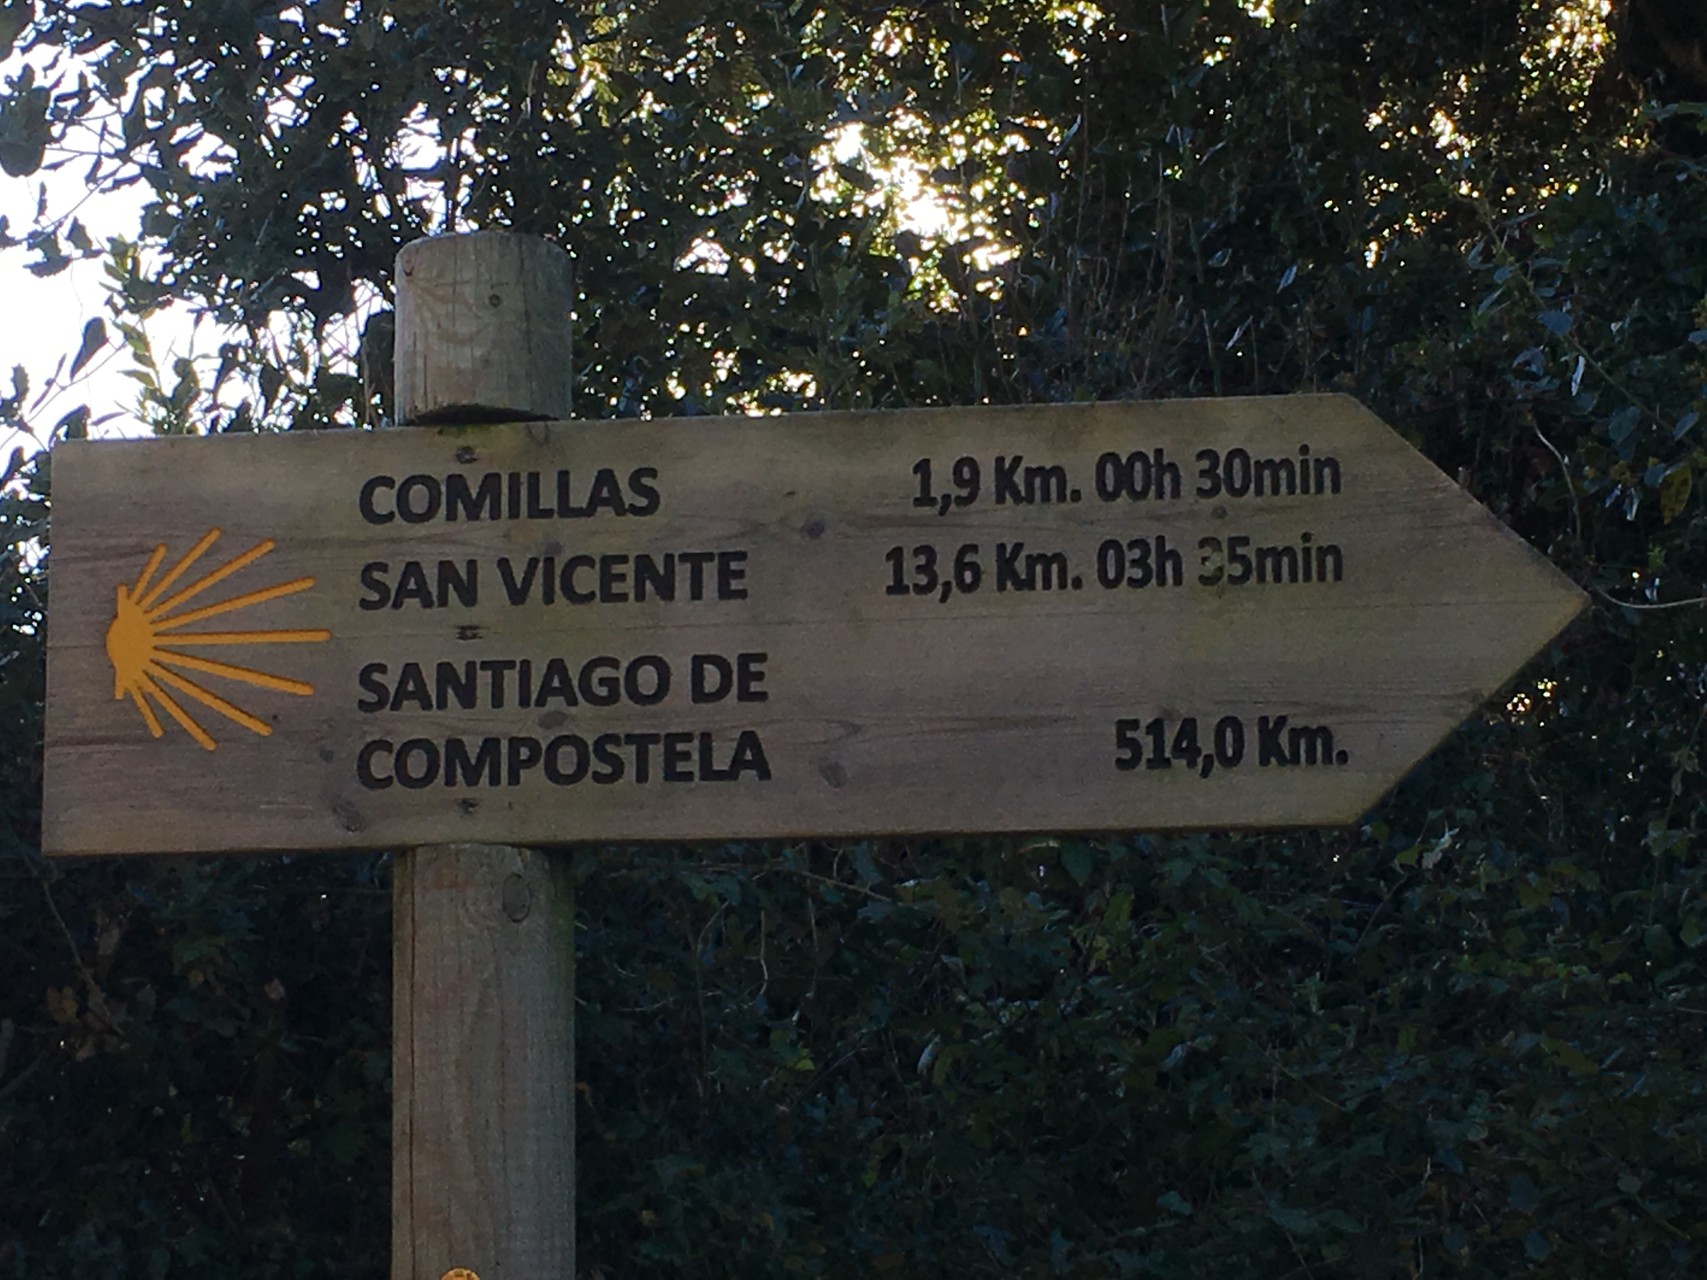 COMILLAS 1,9 Km. 00h 30min
SAN VICENTE 13,6 Km. 03h 35min
SANTIAGO DE
COMPOSTELA 514,0 Km.